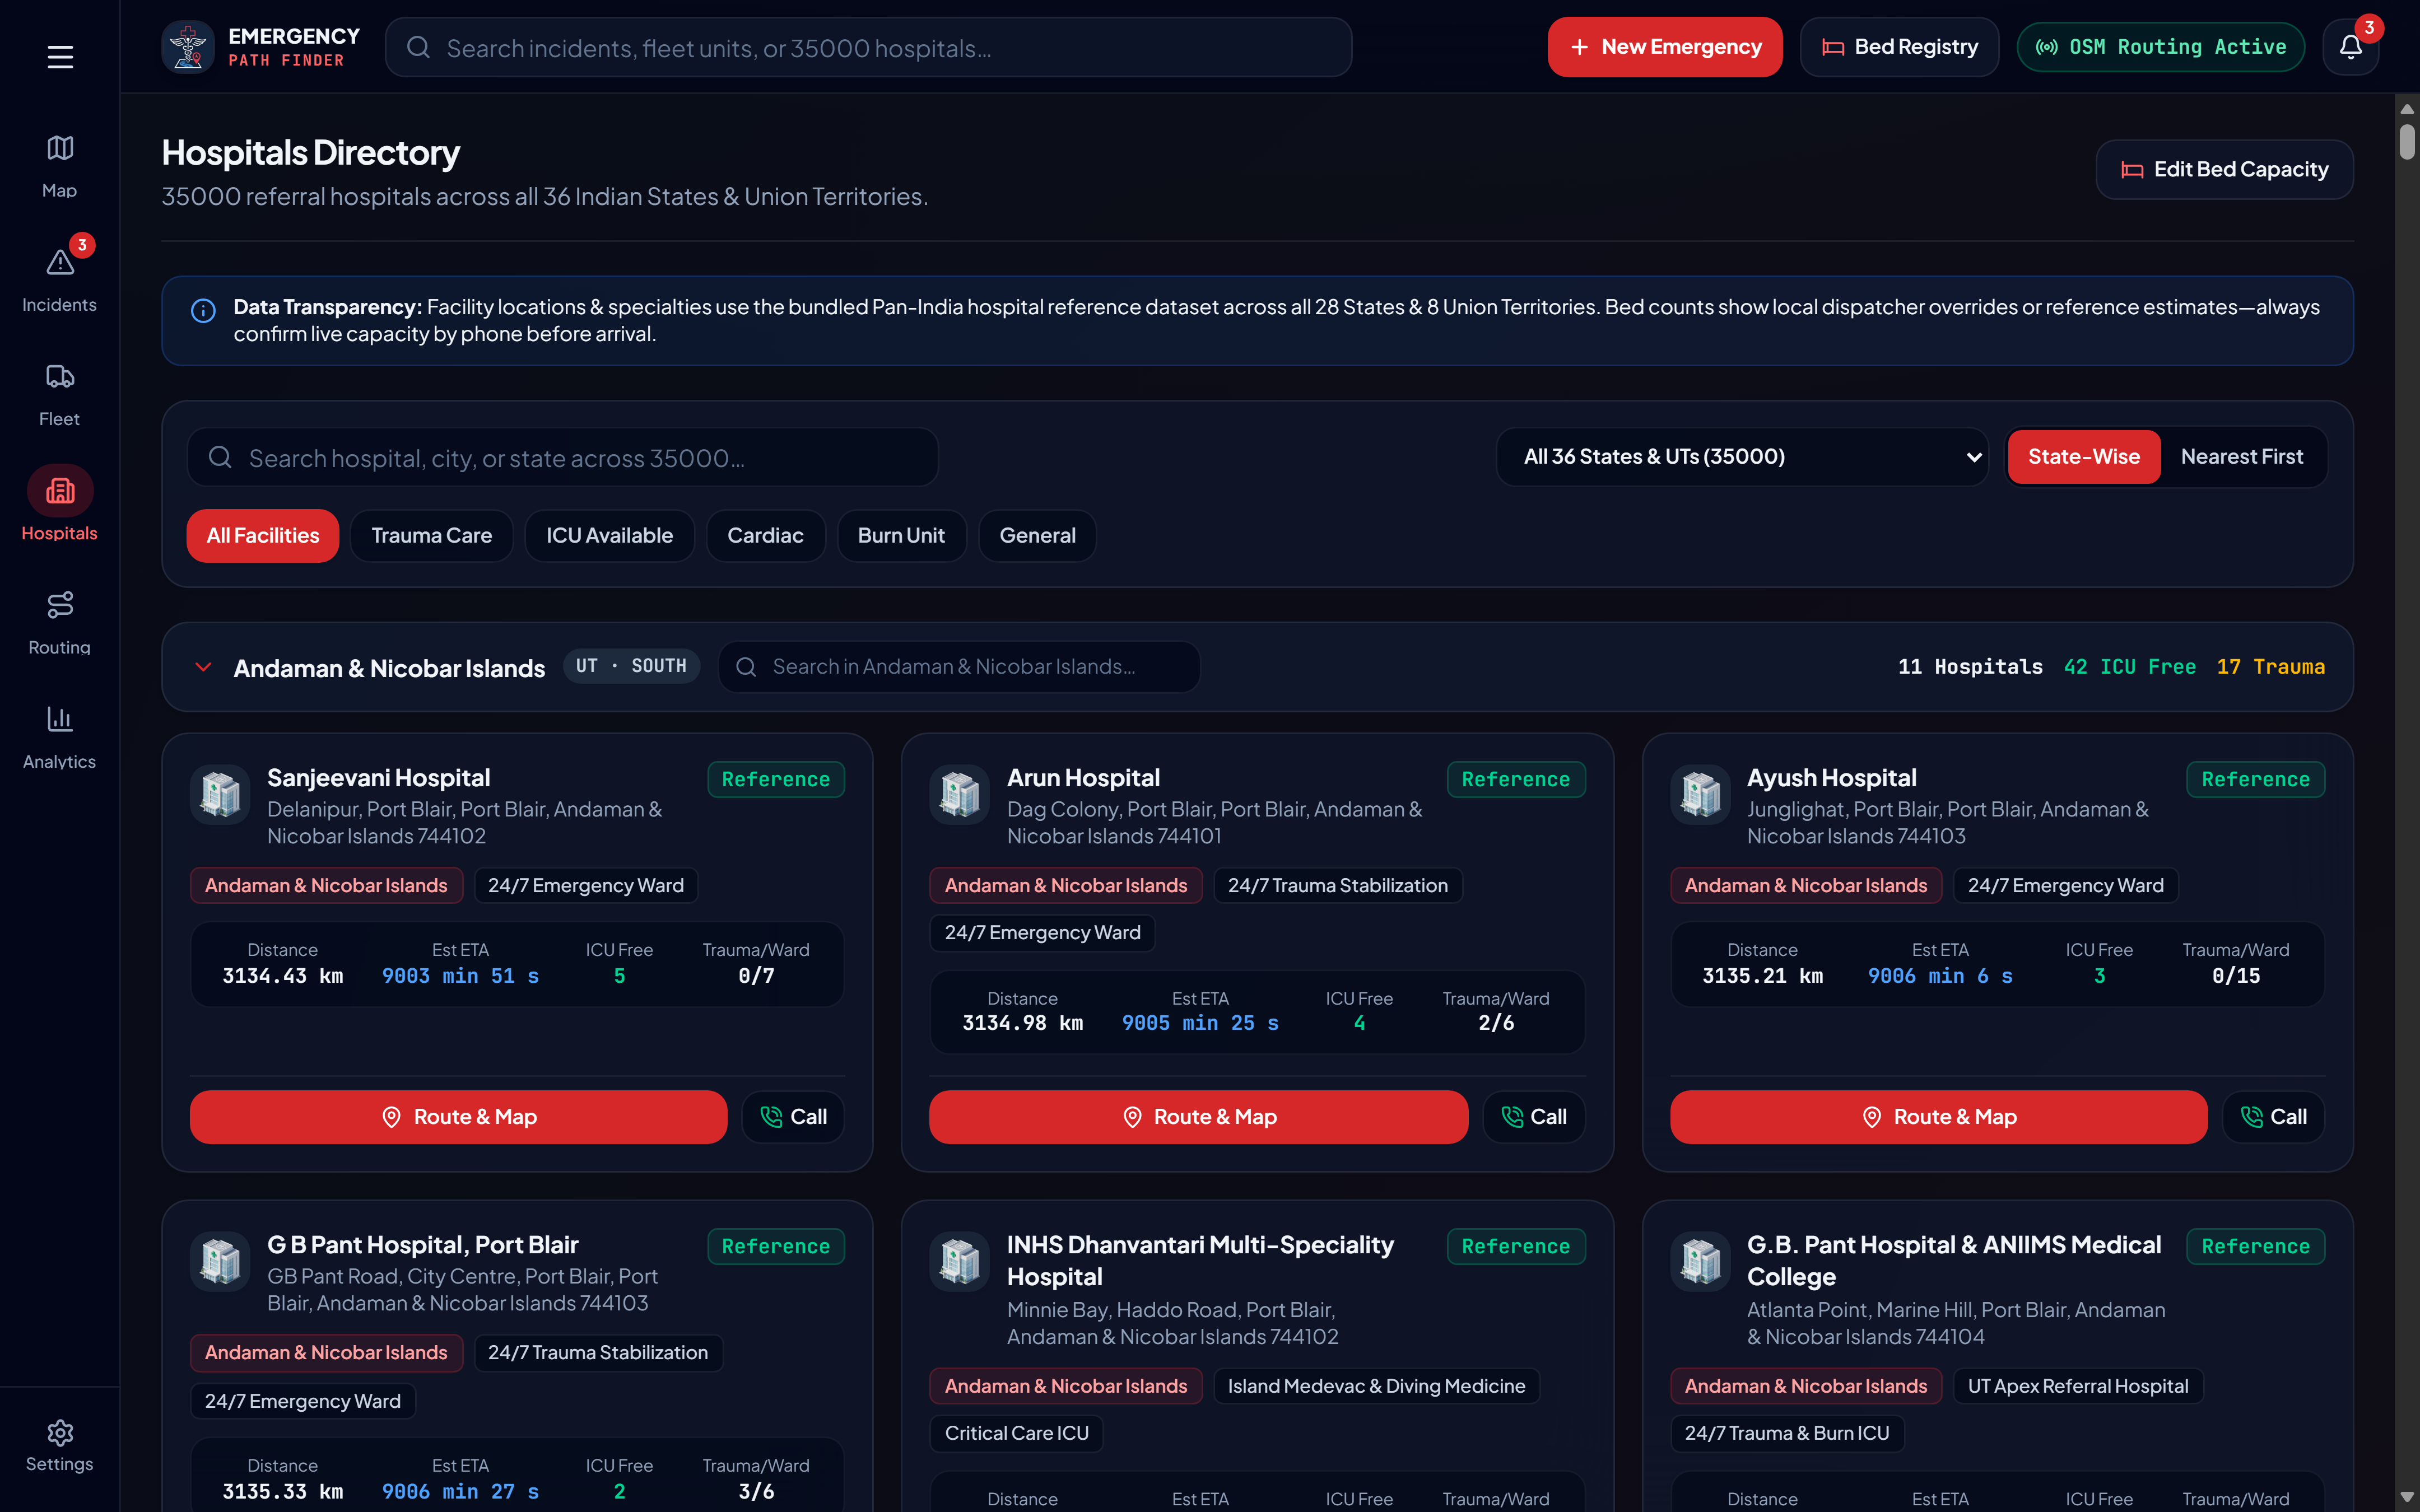 EMERGENCY
PATH FINDER
Search incidents, fleet units, or 35000 hospitals...
New Emergency
Bed Registry
OSM Routing Active
3
Map
3
Incidents
Fleet
Hospitals
Routing
Analytics
Settings
Hospitals Directory
35000 referral hospitals across all 36 Indian States & Union Territories.
Edit Bed Capacity
Data Transparency: Facility locations & specialties use the bundled Pan-India hospital reference dataset across all 28 States & 8 Union Territories. Bed counts show local dispatcher overrides or reference estimates—always
confirm live capacity by phone before arrival.
Search hospital, city, or state across 35000...
All 36 States & UTs (35000)
State-Wise
Nearest First
All Facilities
Trauma Care
ICU Available
Cardiac
Burn Unit
General
Andaman & Nicobar Islands
UT · SOUTH
Search in Andaman & Nicobar Islands...
11 Hospitals
42 ICU Free
17 Trauma
Sanjeevani Hospital
Reference
Delanipur, Port Blair, Port Blair, Andaman &
Nicobar Islands 744102
Andaman & Nicobar Islands
24/7 Emergency Ward
Distance Est ETA ICU Free Trauma/Ward
3134.43 km 9003 min 51 s 5 0/7
Route & Map
Call
Arun Hospital
Reference
Dag Colony, Port Blair, Port Blair, Andaman &
Nicobar Islands 744101
Andaman & Nicobar Islands
24/7 Trauma Stabilization
24/7 Emergency Ward
Distance Est ETA ICU Free Trauma/Ward
3134.98 km 9005 min 25 s 4 2/6
Route & Map
Call
Ayush Hospital
Reference
Junglighat, Port Blair, Port Blair, Andaman &
Nicobar Islands 744103
Andaman & Nicobar Islands
24/7 Emergency Ward
Distance Est ETA ICU Free Trauma/Ward
3135.21 km 9006 min 6 s 3 0/15
Route & Map
Call
G B Pant Hospital, Port Blair
Reference
GB Pant Road, City Centre, Port Blair, Port
Blair, Andaman & Nicobar Islands 744103
Andaman & Nicobar Islands
24/7 Trauma Stabilization
24/7 Emergency Ward
Distance Est ETA ICU Free Trauma/Ward
3135.33 km 9006 min 27 s 2 3/6
INHS Dhanvantari Multi-Speciality
Hospital
Reference
Minnie Bay, Haddo Road, Port Blair,
Andaman & Nicobar Islands 744102
Andaman & Nicobar Islands
Island Medevac & Diving Medicine
Critical Care ICU
Distance Est ETA ICU Free Trauma/Ward
G.B. Pant Hospital & ANIIMS Medical
College
Reference
Atlanta Point, Marine Hill, Port Blair, Andaman
& Nicobar Islands 744104
Andaman & Nicobar Islands
UT Apex Referral Hospital
24/7 Trauma & Burn ICU
Distance Est ETA ICU Free Trauma/Ward